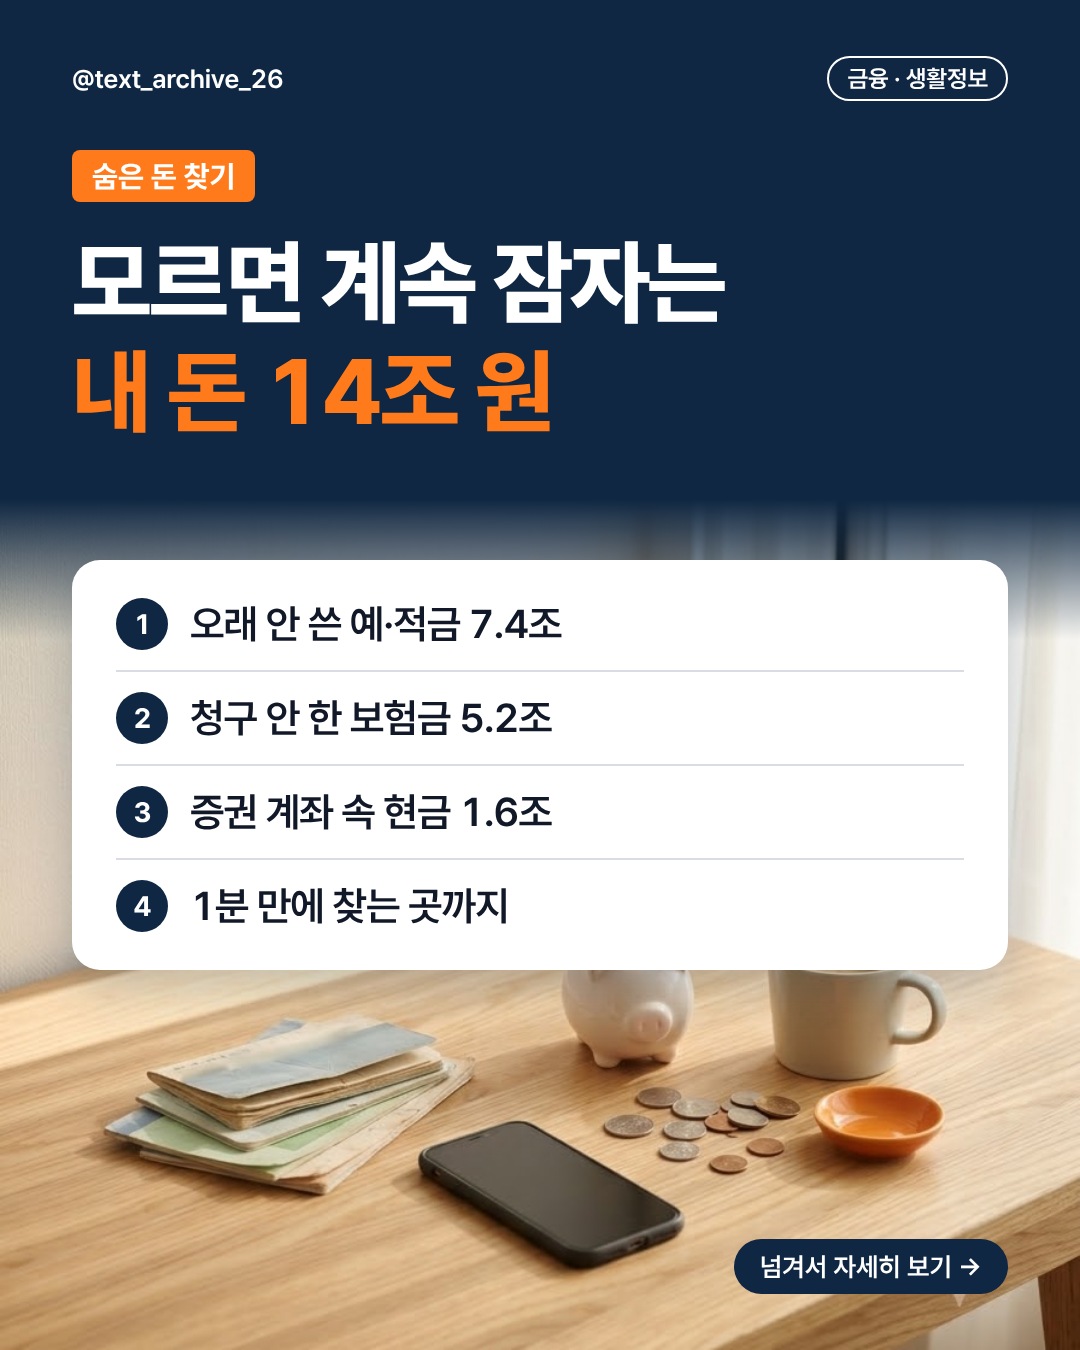 @text_archive_26
금융 · 생활정보
숨은 돈 찾기
모르면 계속 잠자는
내 돈 14조 원
1 오래 안 쓴 예·적금 7.4조
2 청구 안 한 보험금 5.2조
3 증권 계좌 속 현금 1.6조
4 1분 만에 찾는 곳까지
넘겨서 자세히 보기 →